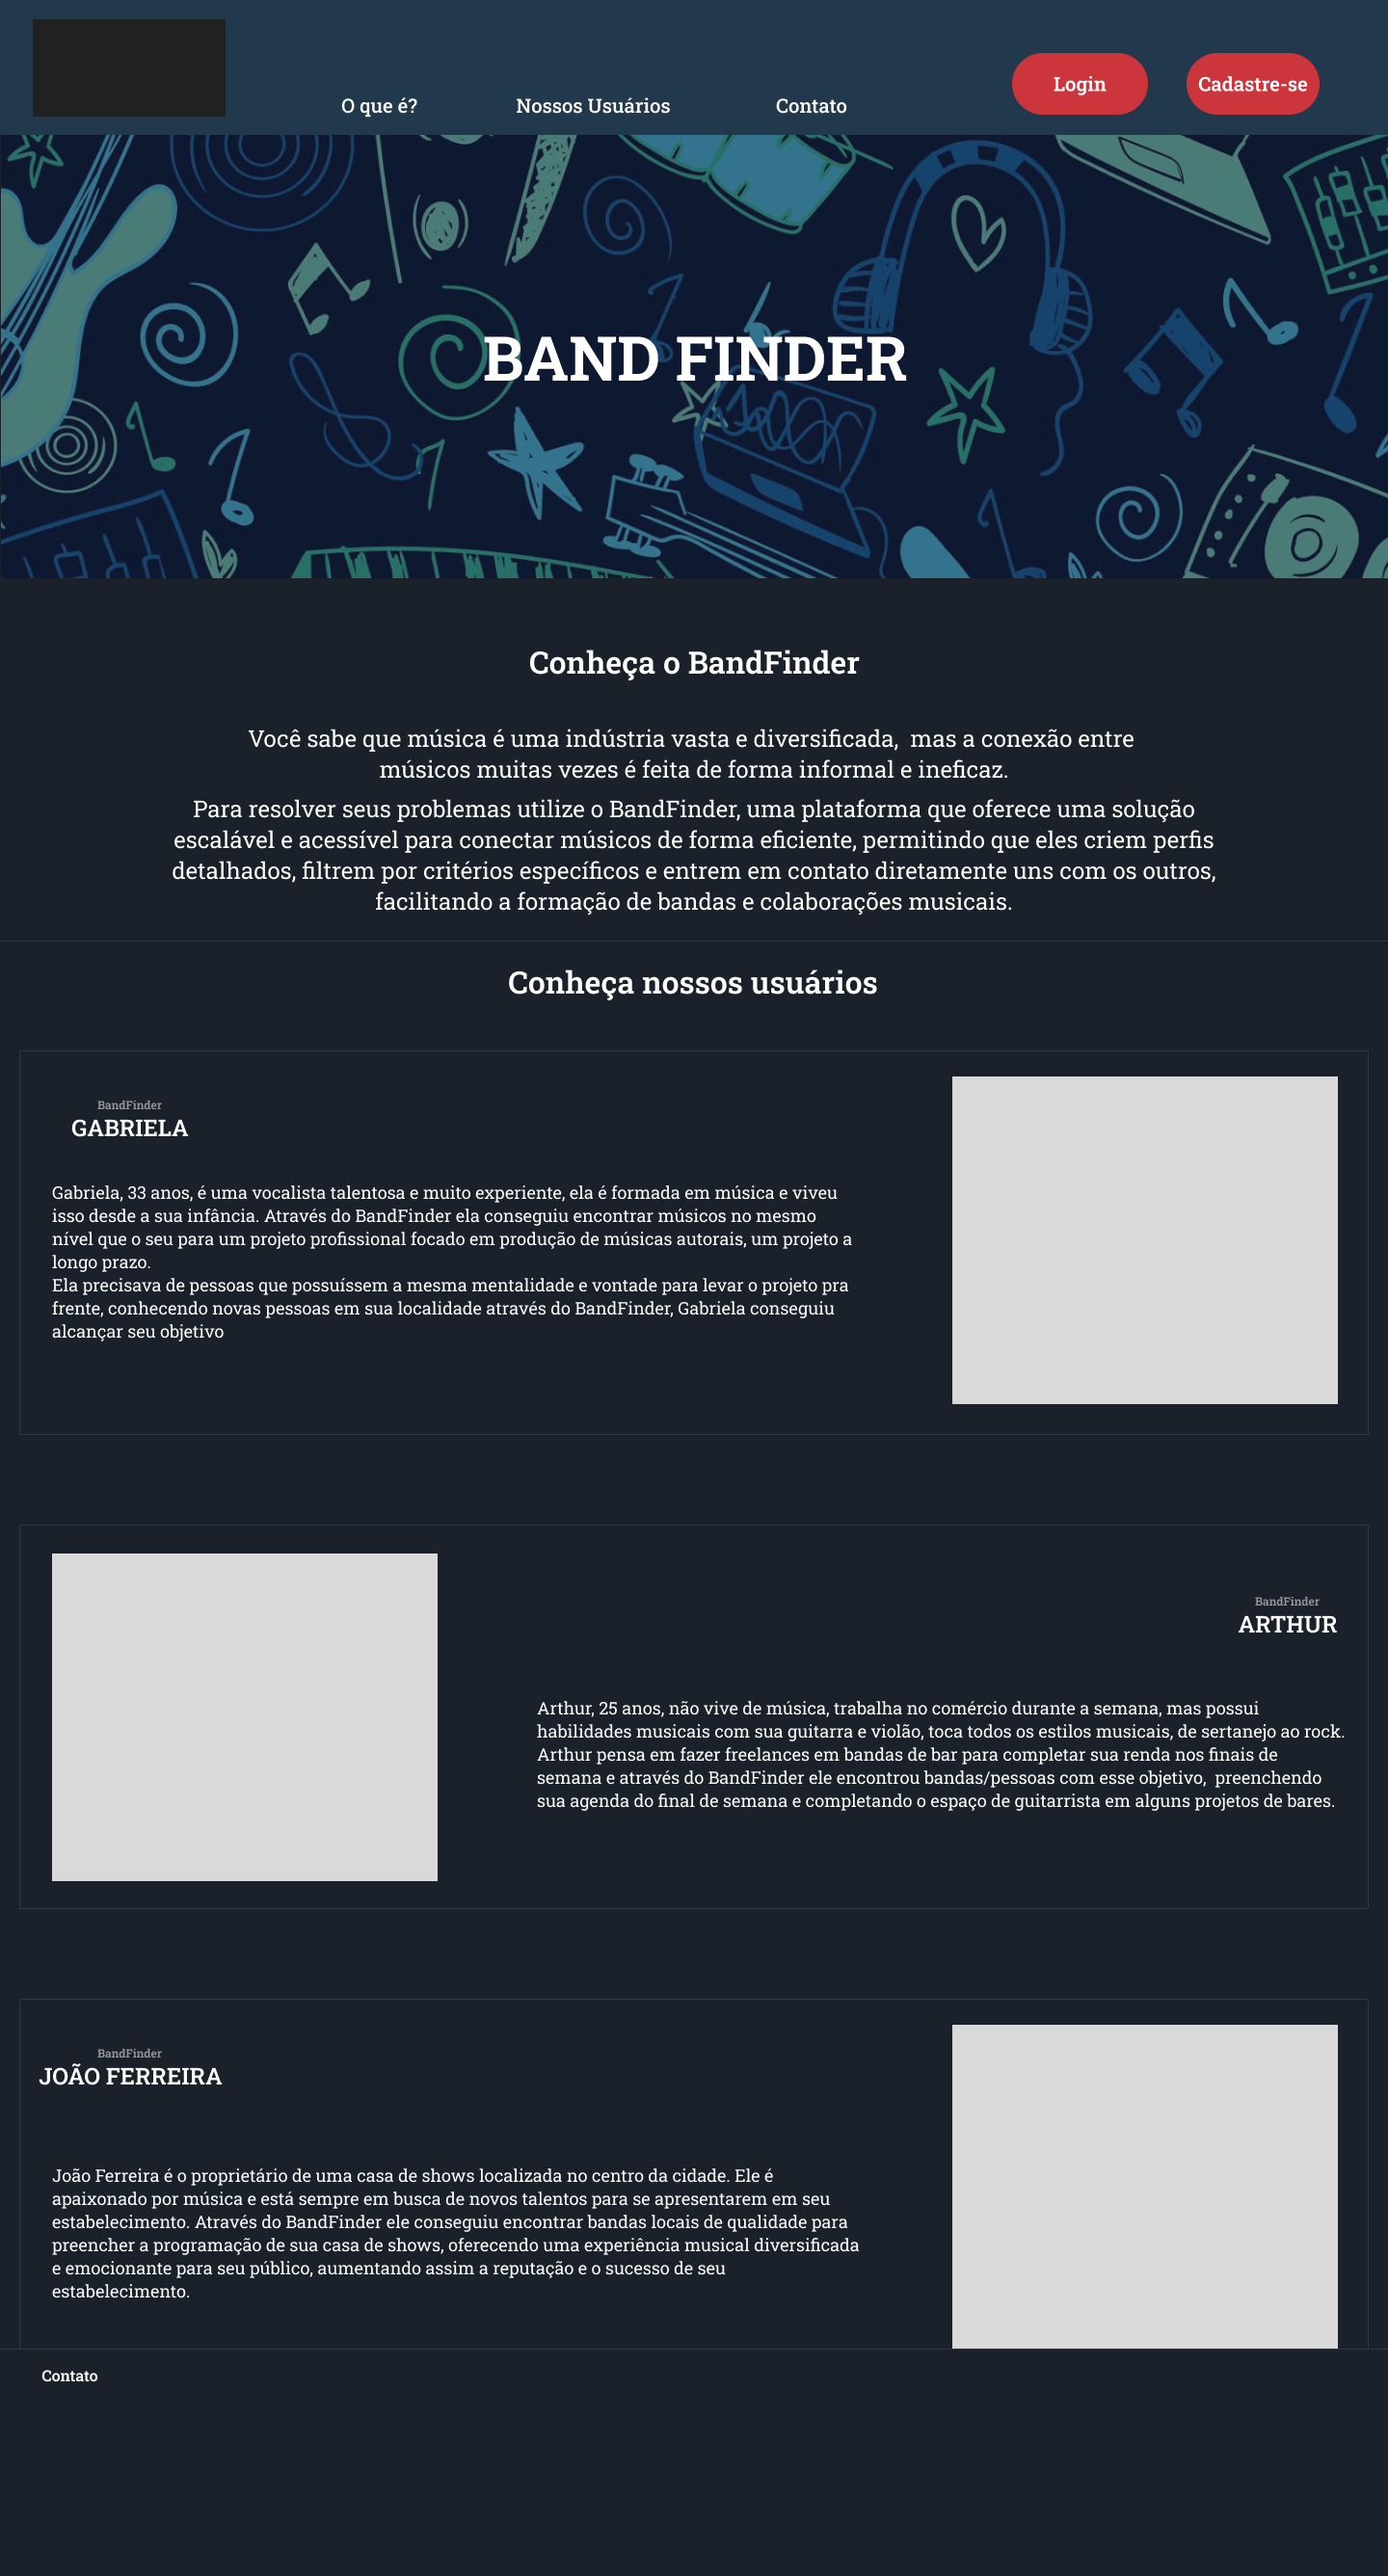 O que é?
Nossos Usuários
Contato
Login
Cadastre-se
BAND FINDER
Conheça o BandFinder
Você sabe que música é uma indústria vasta e diversificada,  mas a conexão entre
músicos muitas vezes é feita de forma informal e ineficaz.
Para resolver seus problemas utilize o BandFinder, uma plataforma que oferece uma solução
escalável e acessível para conectar músicos de forma eficiente, permitindo que eles criem perfis
detalhados, filtrem por critérios específicos e entrem em contato diretamente uns com os outros,
facilitando a formação de bandas e colaborações musicais.
Conheça nossos usuários
BandFinder
GABRIELA
Gabriela, 33 anos, é uma vocalista talentosa e muito experiente, ela é formada em música e viveu
isso desde a sua infância. Através do BandFinder ela conseguiu encontrar músicos no mesmo
nível que o seu para um projeto profissional focado em produção de músicas autorais, um projeto a
longo prazo.
Ela precisava de pessoas que possuíssem a mesma mentalidade e vontade para levar o projeto pra
frente, conhecendo novas pessoas em sua localidade através do BandFinder, Gabriela conseguiu
alcançar seu objetivo
BandFinder
ARTHUR
Arthur, 25 anos, não vive de música, trabalha no comércio durante a semana, mas possui
habilidades musicais com sua guitarra e violão, toca todos os estilos musicais, de sertanejo ao rock.
Arthur pensa em fazer freelances em bandas de bar para completar sua renda nos finais de
semana e através do BandFinder ele encontrou bandas/pessoas com esse objetivo,  preenchendo
sua agenda do final de semana e completando o espaço de guitarrista em alguns projetos de bares.
BandFinder
JOÃO FERREIRA
João Ferreira é o proprietário de uma casa de shows localizada no centro da cidade. Ele é
apaixonado por música e está sempre em busca de novos talentos para se apresentarem em seu
estabelecimento. Através do BandFinder ele conseguiu encontrar bandas locais de qualidade para
preencher a programação de sua casa de shows, oferecendo uma experiência musical diversificada
e emocionante para seu público, aumentando assim a reputação e o sucesso de seu
estabelecimento.
Contato